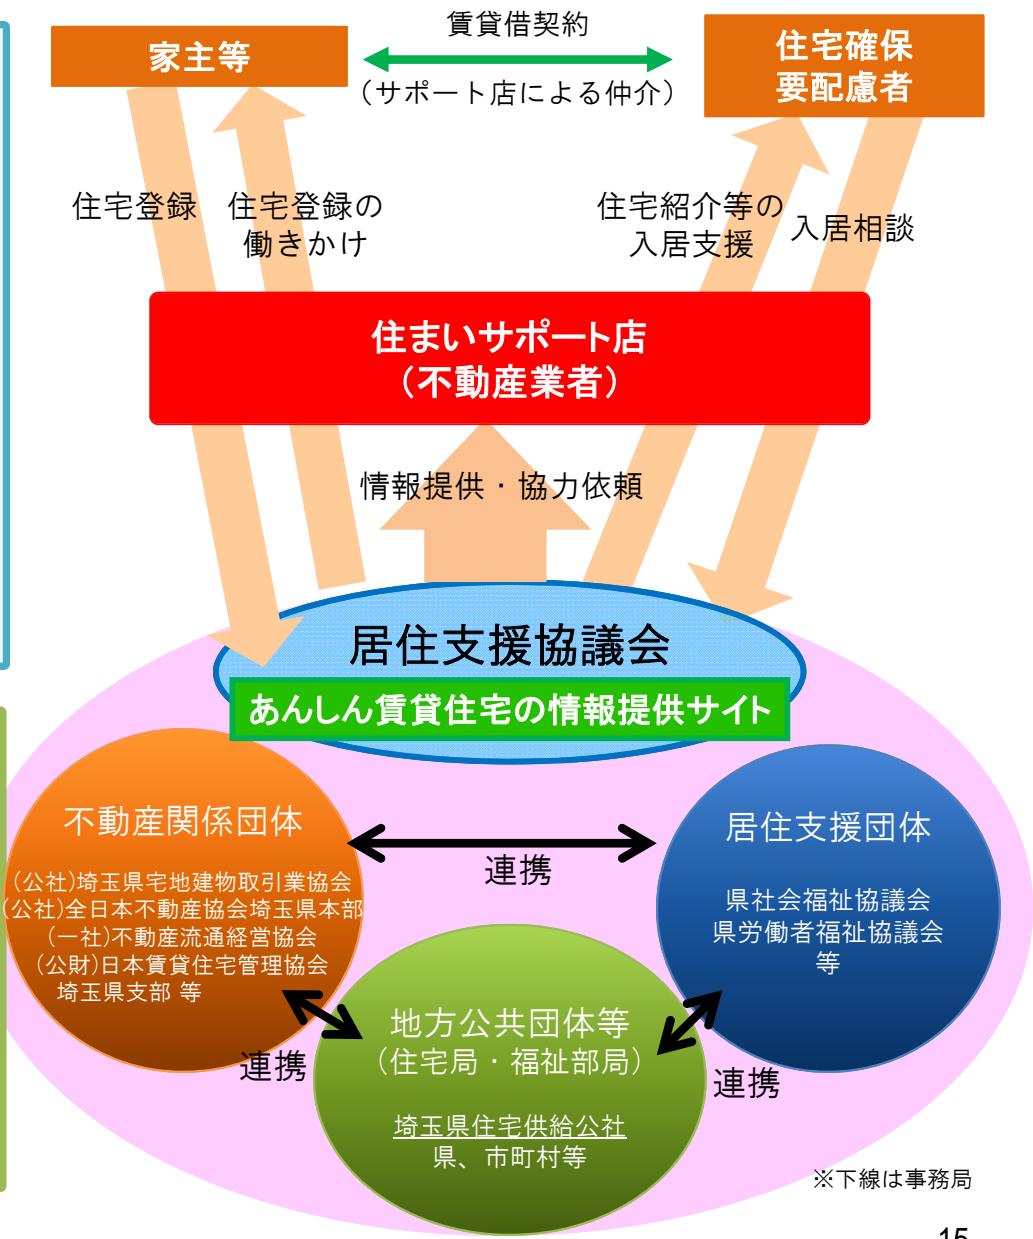 賃貸借契約
家主等
住宅確保
要配慮者
（サポート店による仲介）
住宅登録
住宅登録の
働きかけ
住宅紹介等の
入居支援
入居相談
住まいサポート店
（不動産業者）
情報提供・協力依頼
居住支援協議会
あんしん賃貸住宅の情報提供サイト
不動産関係団体
(公社)埼玉県宅地建物取引業協会
(公社)全日本不動産協会埼玉県本部
(一社)不動産流通経営協会
(公財)日本賃貸住宅管理協会
埼玉県支部 等
連携
居住支援団体
県社会福祉協議会
県労働者福祉協議会
等
連携
連携
地方公共団体等
（住宅局・福祉部局）
埼玉県住宅供給公社
県、市町村等
※下線は事務局
15